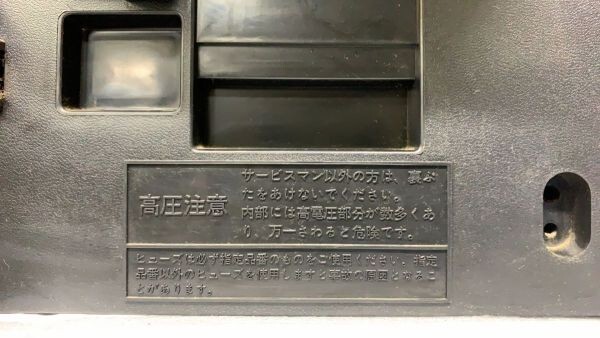 高圧注意
サービスマン以外の方は、裏ぶ
たをあけないでください。
内部には高電圧部分が数多くあ
り、万一さわると危険です。
ヒューズは必ず指定品番のものをご使用ください。指定
品番以外のヒューズを使用しますと事故の原因となるこ
とがあります。